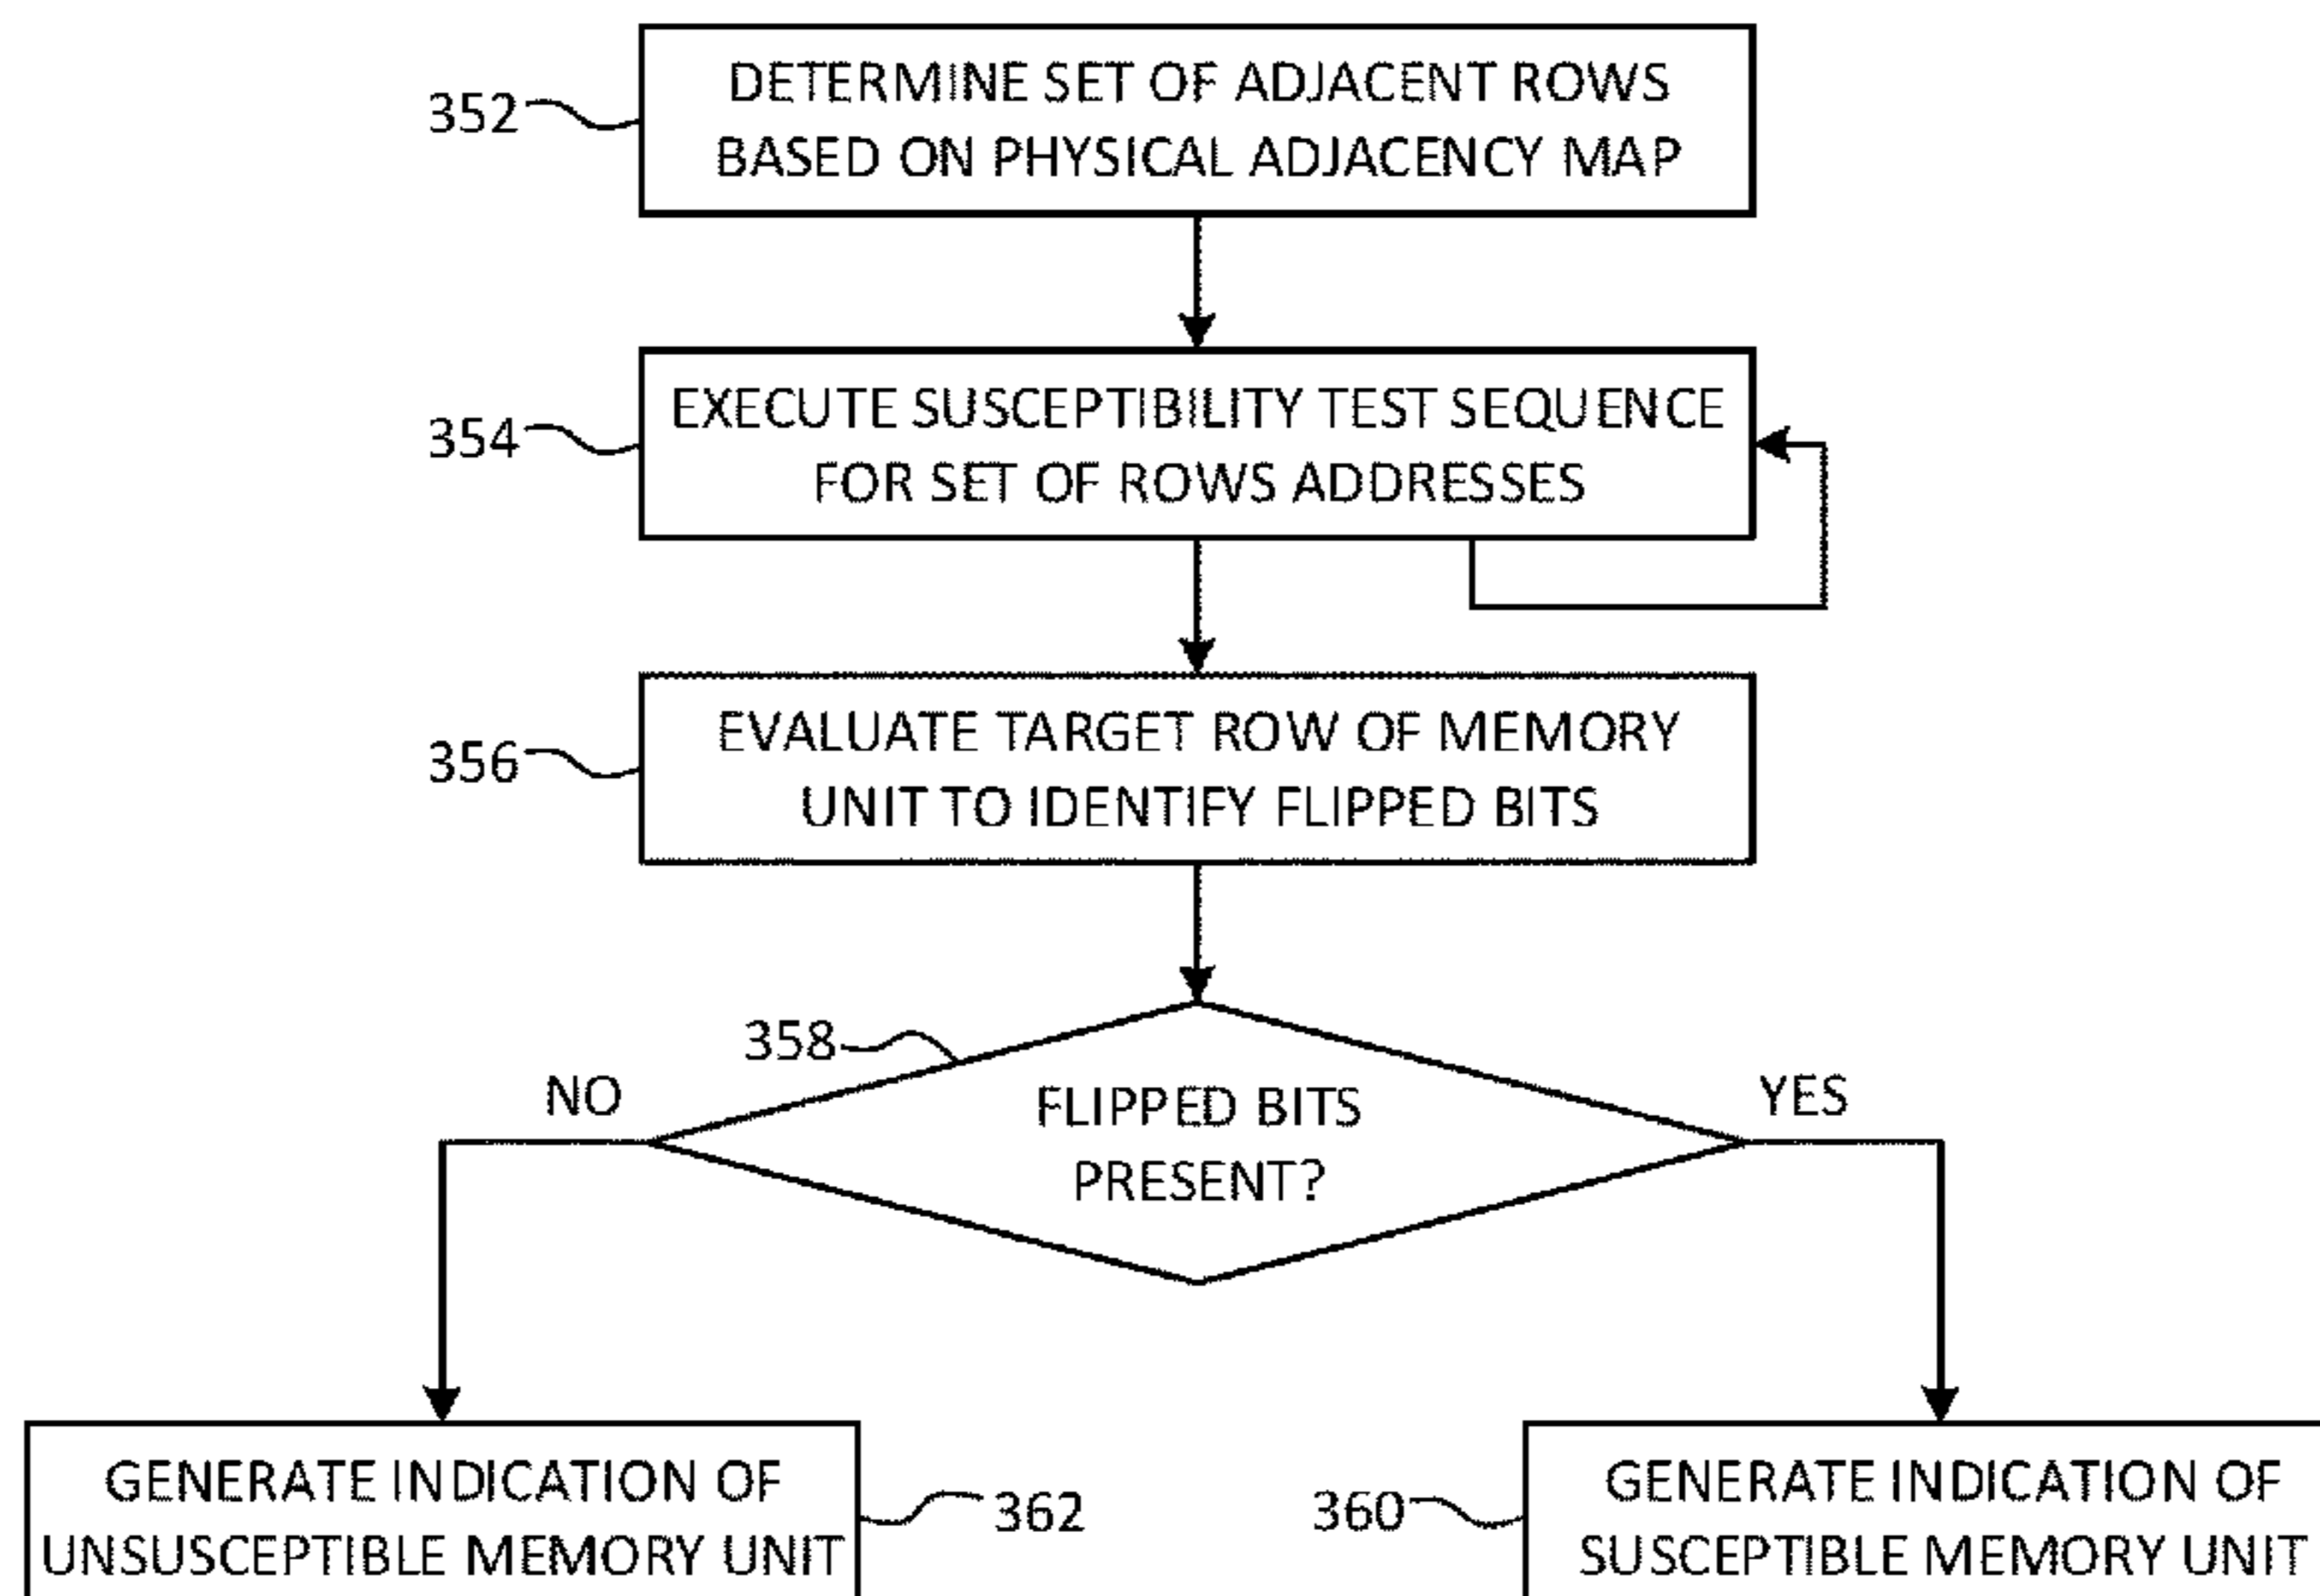 352
DETERMINE SET OF ADJACENT ROWS
BASED ON PHYSICAL ADJACENCY MAP
354
EXECUTE SUSCEPTIBILITY TEST SEQUENCE
FOR SET OF ROWS ADDRESSES
356
EVALUATE TARGET ROW OF MEMORY
UNIT TO IDENTIFY FLIPPED BITS
358
NO
FLIPPED BITS
PRESENT?
YES
GENERATE INDICATION OF
UNSUSCEPTIBLE MEMORY UNIT
362
360
GENERATE INDICATION OF
SUSCEPTIBLE MEMORY UNIT